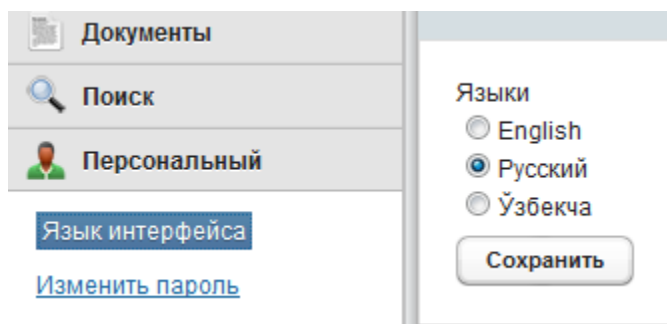 Документы
Поиск
Персональный
Язык интерфейса
Изменить пароль
Языки
English
Русский
Ўзбекча
Сохранить